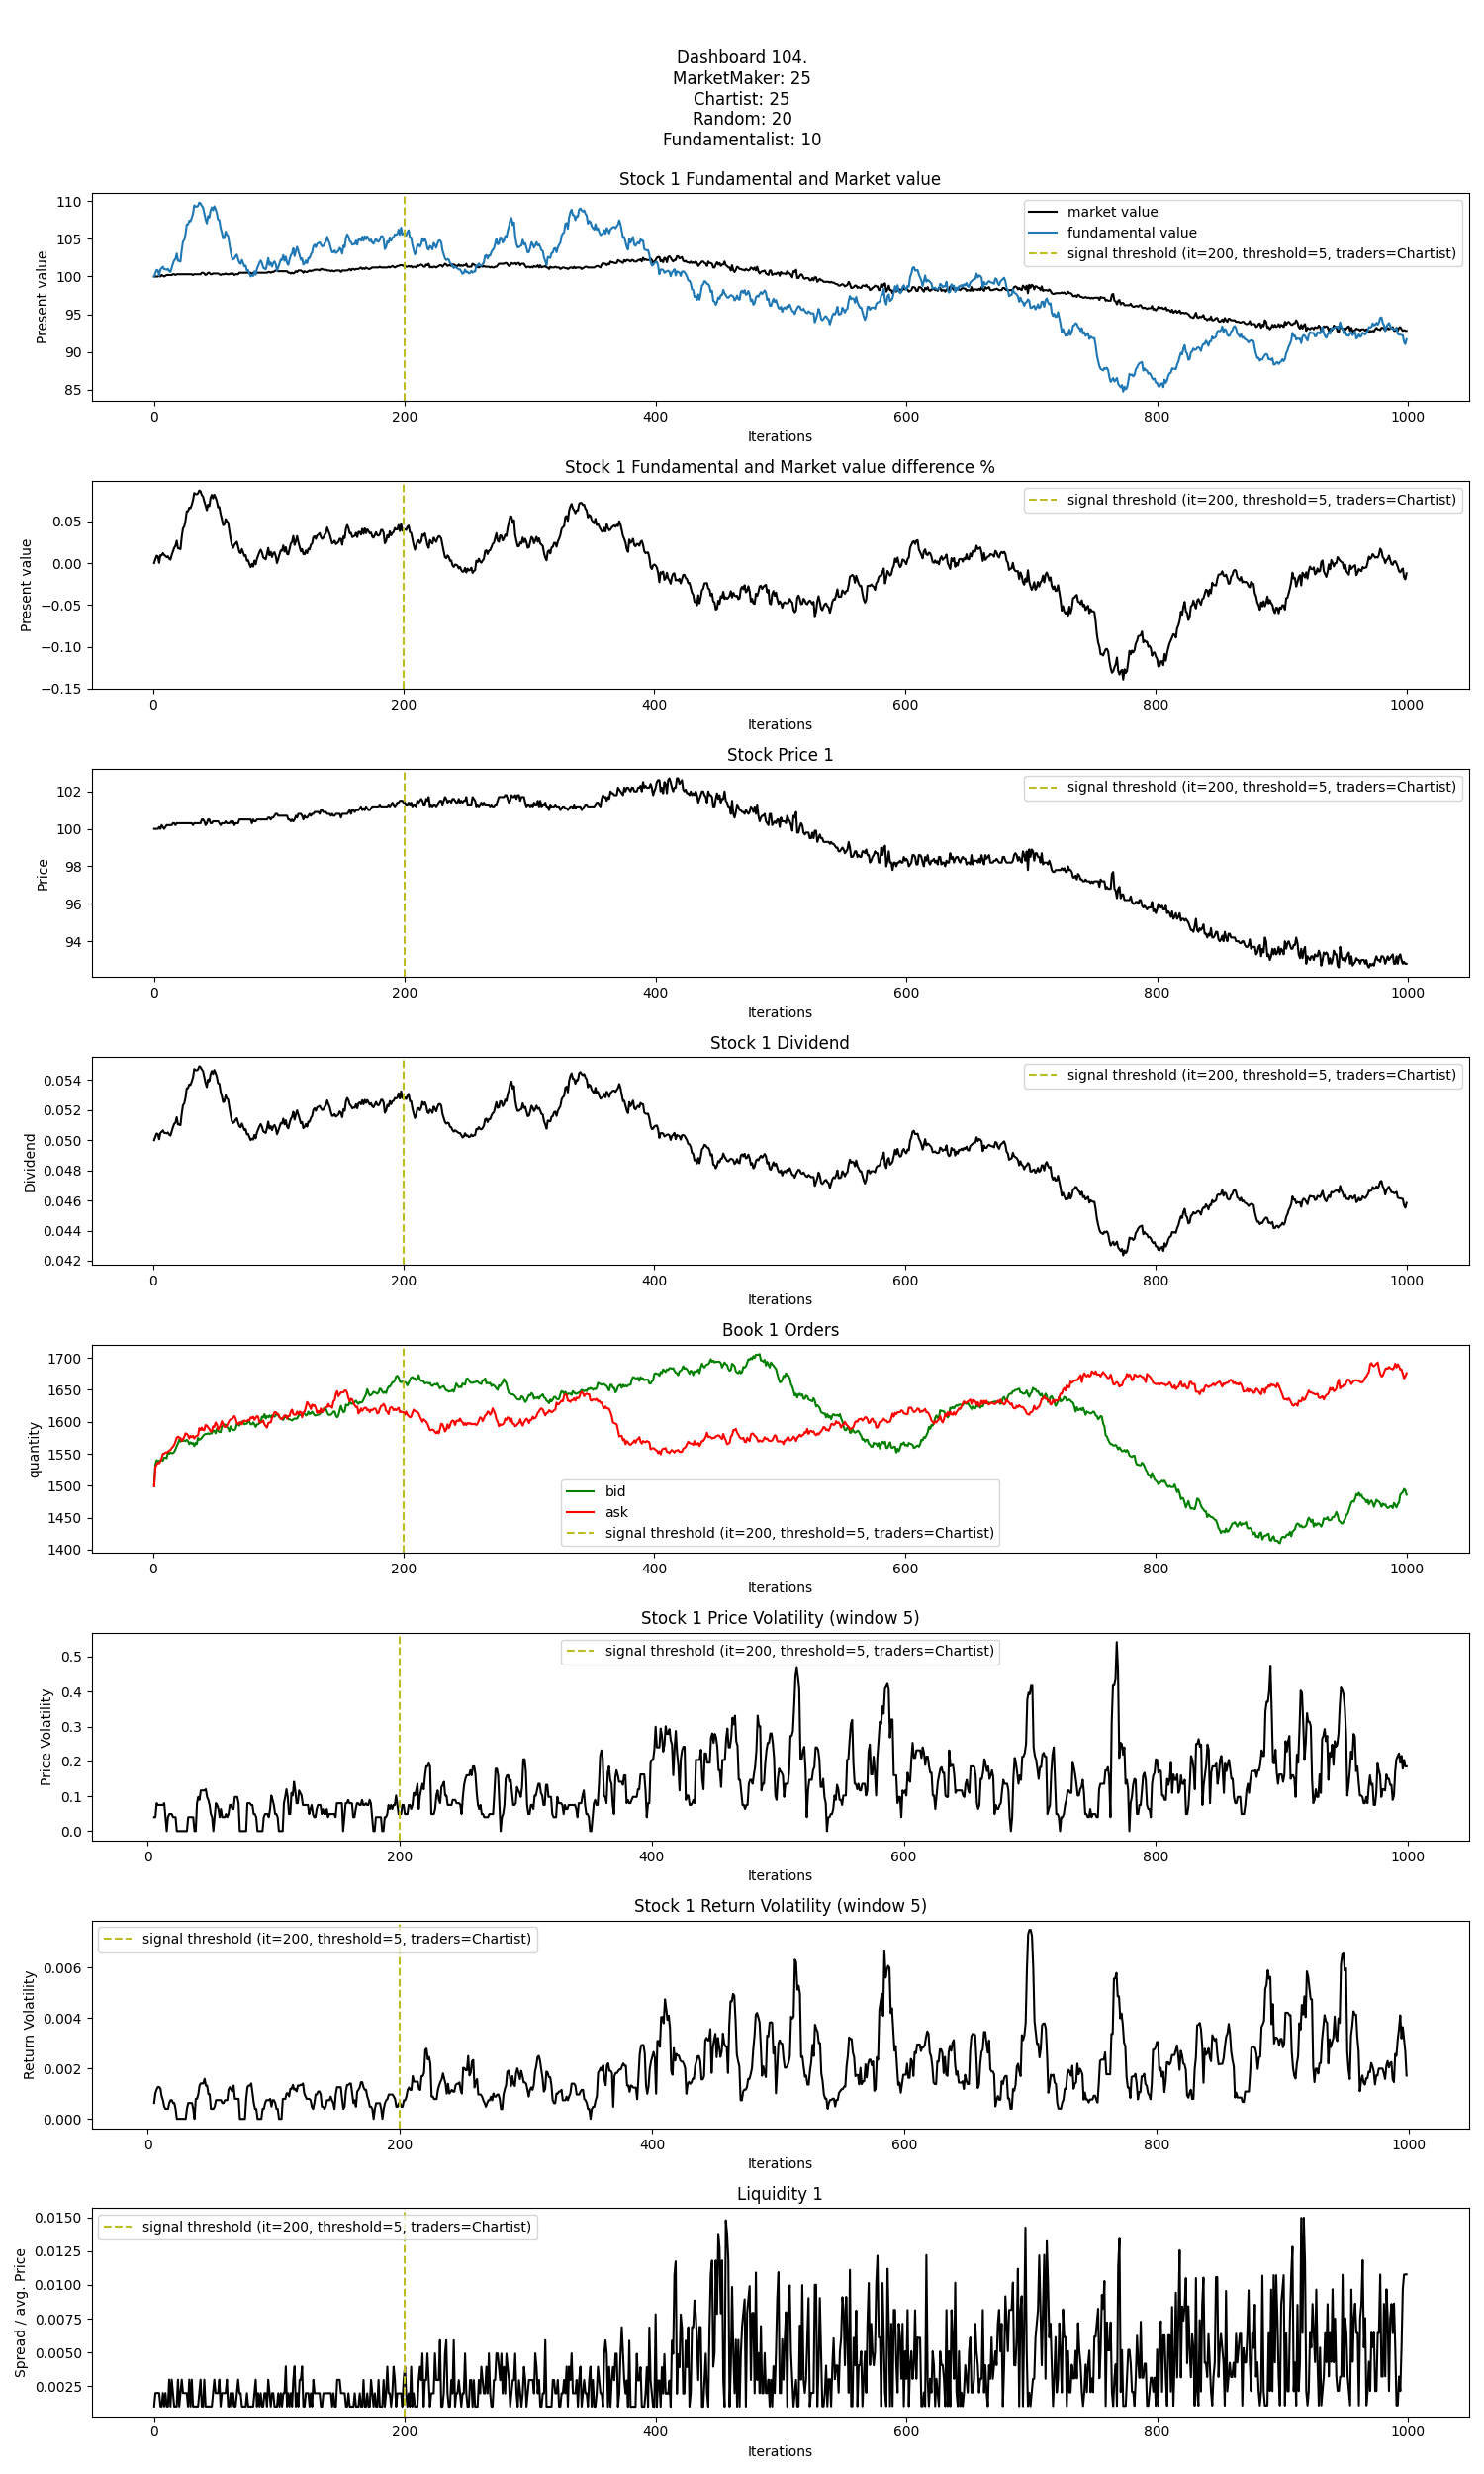 Dashboard 104.
MarketMaker: 25
Chartist: 25
Random: 20
Fundamentalist: 10
Stock 1 Fundamental and Market value
Present value
110
105
100
95
90
85
market value
fundamental value
signal threshold (it=200, threshold=5, traders=Chartist)
0 200 400 600 800 1000
Iterations
Stock 1 Fundamental and Market value difference %
Present value
0.05
0.00
−0.05
−0.10
−0.15
signal threshold (it=200, threshold=5, traders=Chartist)
0 200 400 600 800 1000
Iterations
Stock Price 1
Price
102
100
98
96
94
signal threshold (it=200, threshold=5, traders=Chartist)
0 200 400 600 800 1000
Iterations
Stock 1 Dividend
Dividend
0.054
0.052
0.050
0.048
0.046
0.044
0.042
signal threshold (it=200, threshold=5, traders=Chartist)
0 200 400 600 800 1000
Iterations
Book 1 Orders
quantity
1700
1650
1600
1550
1500
1450
1400
bid
ask
signal threshold (it=200, threshold=5, traders=Chartist)
0 200 400 600 800 1000
Iterations
Stock 1 Price Volatility (window 5)
Price Volatility
0.5
0.4
0.3
0.2
0.1
0.0
signal threshold (it=200, threshold=5, traders=Chartist)
0 200 400 600 800 1000
Iterations
Stock 1 Return Volatility (window 5)
Return Volatility
0.006
0.004
0.002
0.000
signal threshold (it=200, threshold=5, traders=Chartist)
0 200 400 600 800 1000
Iterations
Liquidity 1
Spread / avg. Price
0.0150
0.0125
0.0100
0.0075
0.0050
0.0025
signal threshold (it=200, threshold=5, traders=Chartist)
0 200 400 600 800 1000
Iterations